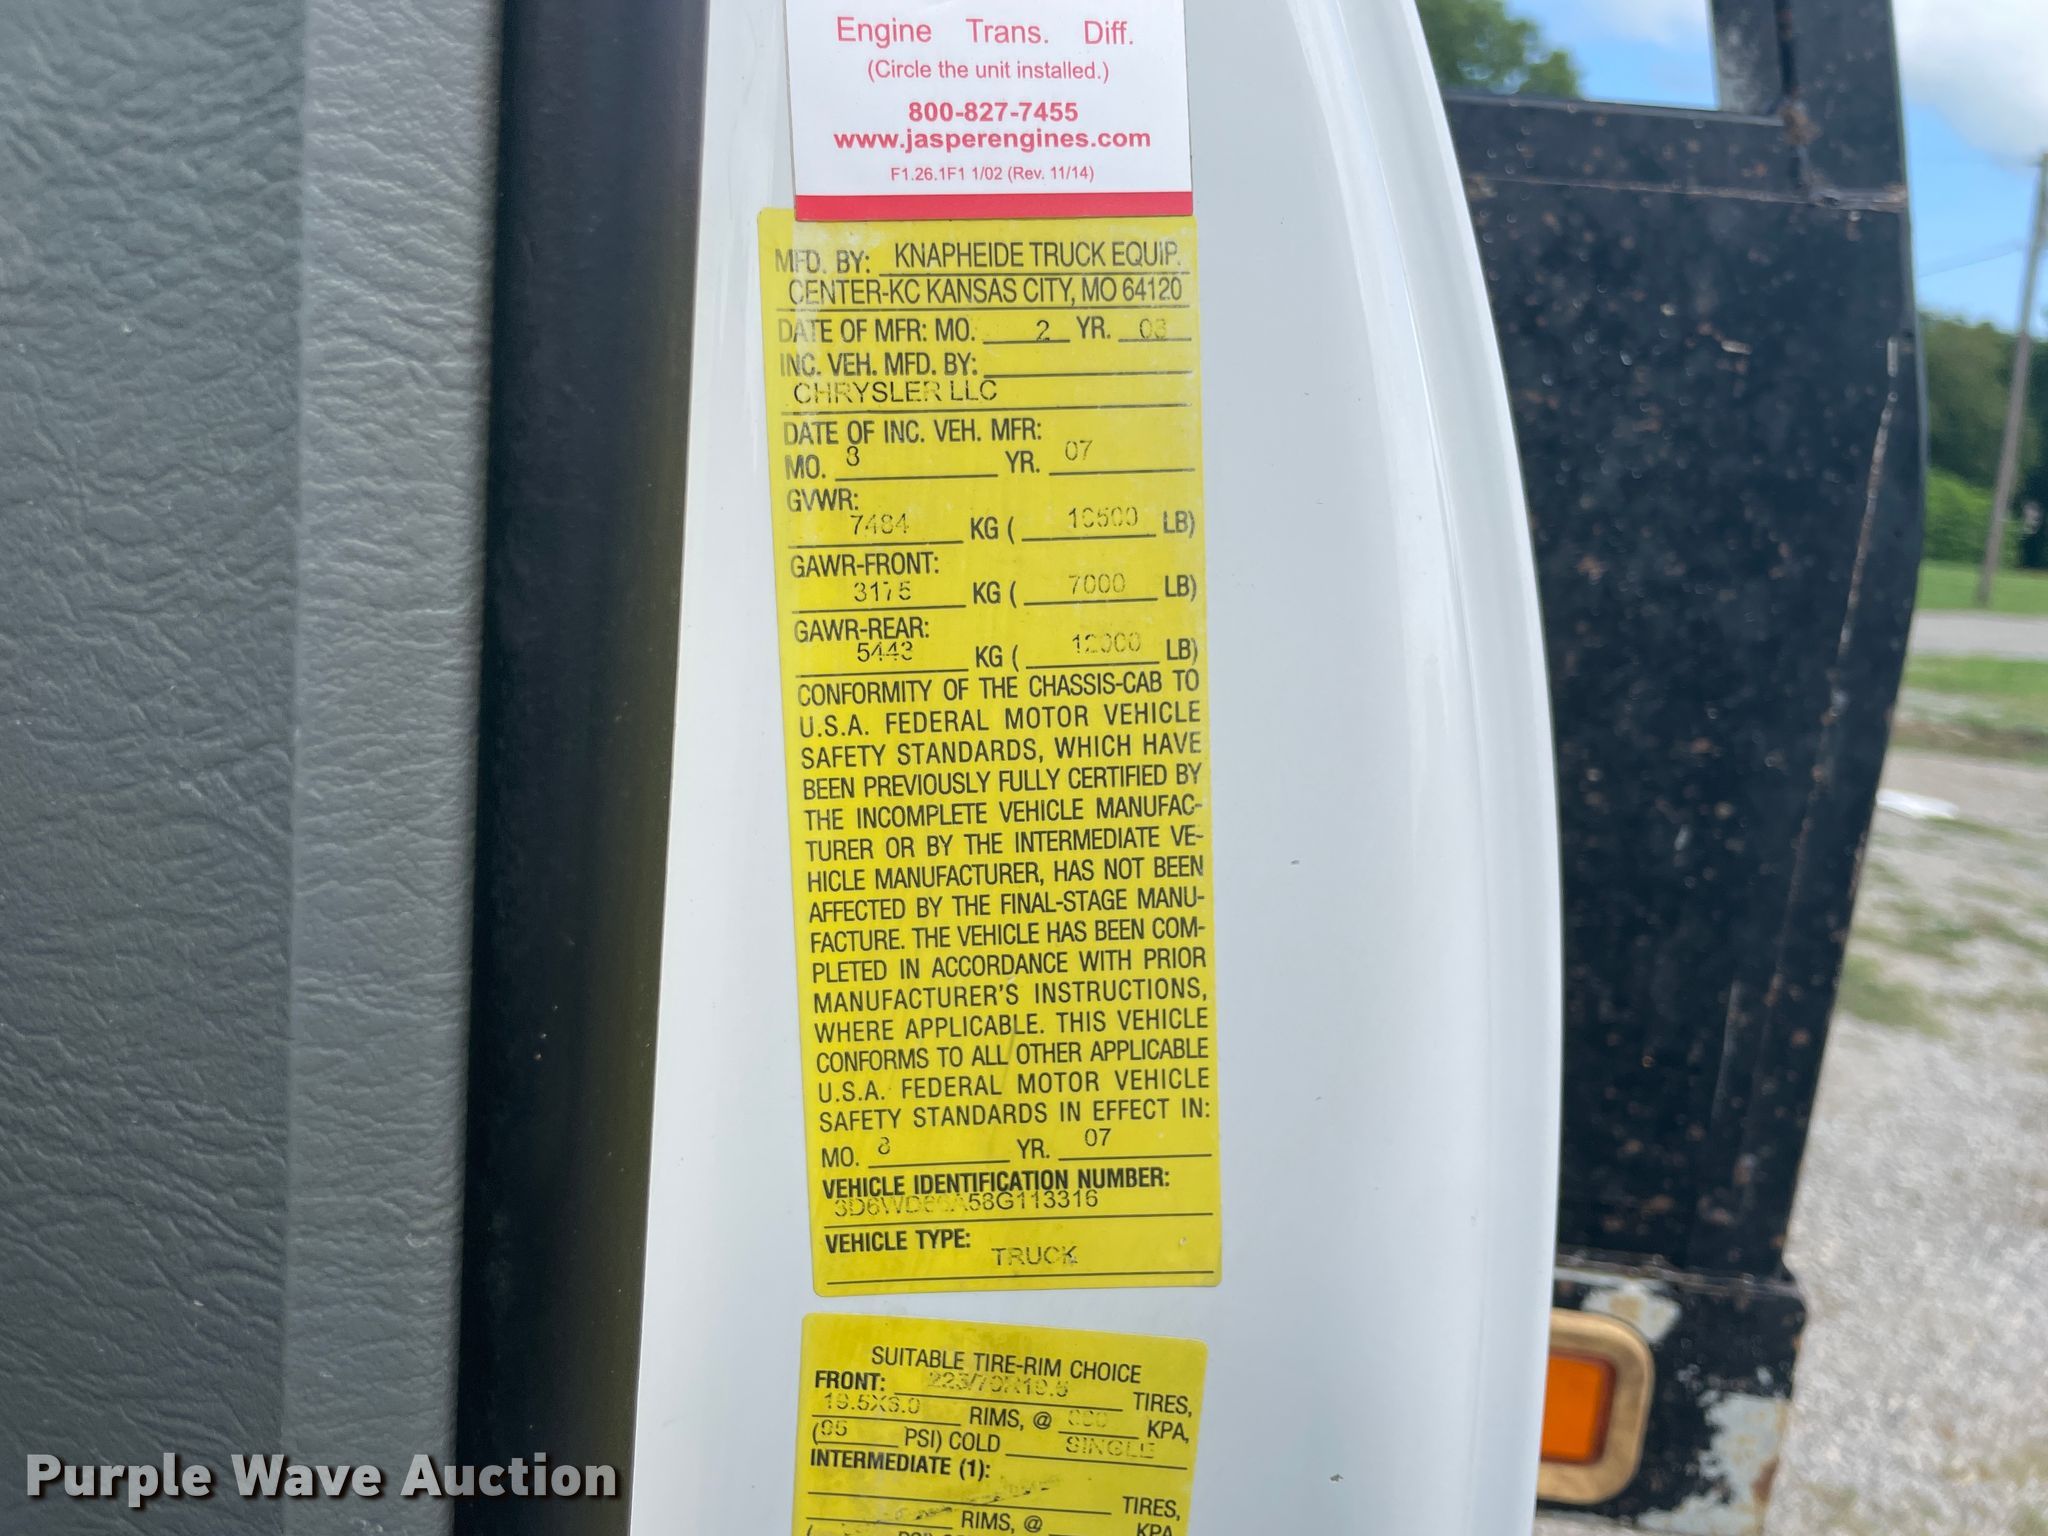 Engine Trans. Diff.
(Circle the unit installed.)
800-827-7455
www.jasperengines.com
F1.26.1F1 1/02 (Rev. 11/14)
MFD. BY: KNAPHEIDE TRUCK EQUIP.
CENTER-KC KANSAS CITY, MO 64120
DATE OF MFR: MO. 2 YR.
INC. VEH. MFD. BY:
CHRYSLER LLC
DATE OF INC. VEH. MFR:
MO. 8 YR. 07
GVWR:
7484 KG ( 16500 LB)
GAWR-FRONT:
3175 KG ( 7000 LB)
GAWR-REAR:
5443 KG ( 12000 LB)
CONFORMITY OF THE CHASSIS-CAB TO
U.S.A. FEDERAL MOTOR VEHICLE
SAFETY STANDARDS, WHICH HAVE
BEEN PREVIOUSLY FULLY CERTIFIED BY
THE INCOMPLETE VEHICLE MANUFAC-
TURER OR BY THE INTERMEDIATE VE-
HICLE MANUFACTURER, HAS NOT BEEN
AFFECTED BY THE FINAL-STAGE MANU-
FACTURE. THE VEHICLE HAS BEEN COM-
PLETED IN ACCORDANCE WITH PRIOR
MANUFACTURER'S INSTRUCTIONS,
WHERE APPLICABLE. THIS VEHICLE
CONFORMS TO ALL OTHER APPLICABLE
U.S.A. FEDERAL MOTOR VEHICLE
SAFETY STANDARDS IN EFFECT IN:
MO. 8 YR. 07
VEHICLE IDENTIFICATION NUMBER:
VEHICLE TYPE:
TRUCK
SUITABLE TIRE-RIM CHOICE
FRONT: TIRES,
19.5X6.0 RIMS, @ KPA,
(95 PSI) COLD SINGLE
INTERMEDIATE (1):
TIRES,
RIMS, @ KPA,
Purple Wave Auction